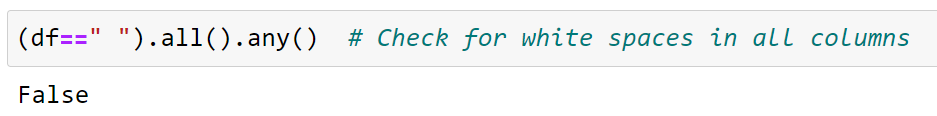 (df==" ").all().any()  # Check for white spaces in all columns
False